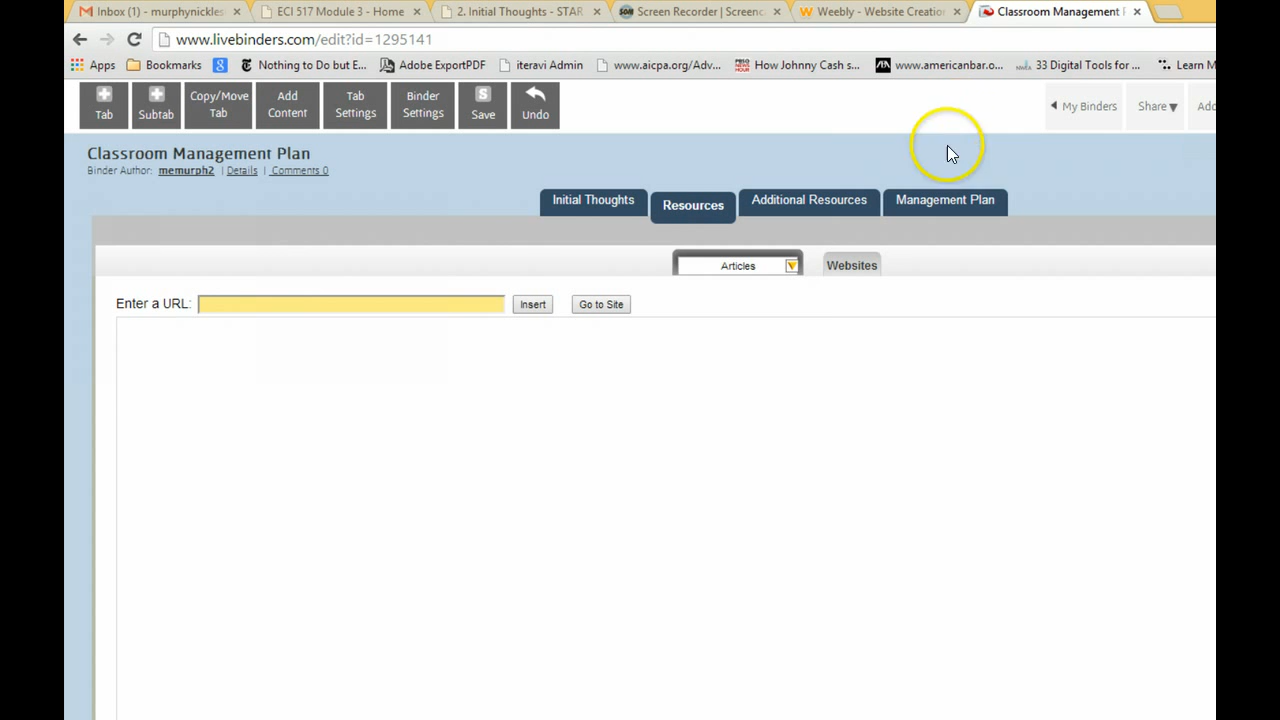 Inbox (1) - murphynickles
ECI 517 Module 3 - Home
2. Initial Thoughts - STAR
Screen Recorder | Screenc
Weebly - Website Creation
Classroom Management P
www.livebinders.com/edit?id=1295141
Apps
Bookmarks
Nothing to Do but E...
Adobe ExportPDF
iteravi Admin
www.aicpa.org/Adv...
How Johnny Cash s...
www.americanbar.o...
33 Digital Tools for ...
Learn M
Tab
Subtab
Copy/Move
Tab
Add
Content
Tab
Settings
Binder
Settings
Save
Undo
My Binders
Share
Add
Classroom Management Plan
Binder Author: memurph2 | Details | Comments 0
Initial Thoughts
Resources
Additional Resources
Management Plan
Articles
Websites
Enter a URL:
Insert
Go to Site